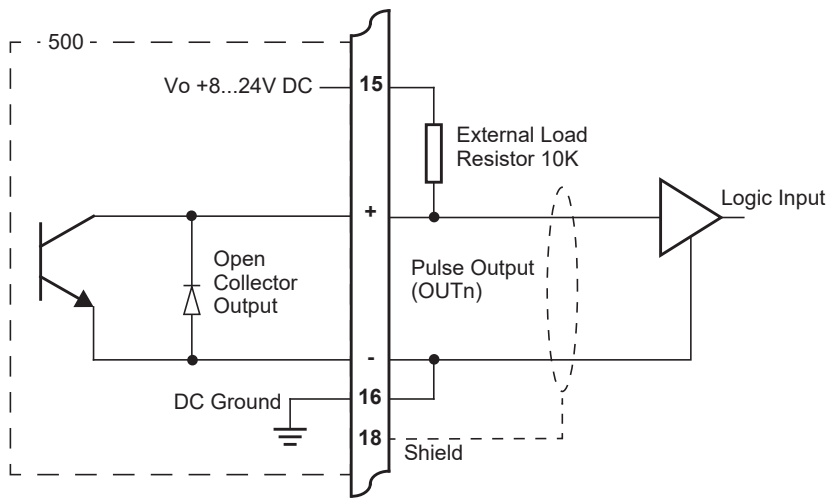 500
Vo +8...24V DC
15
External Load
Resistor 10K
+
Logic Input
Open
Collector
Output
Pulse Output
(OUTn)
-
DC Ground
16
18
Shield